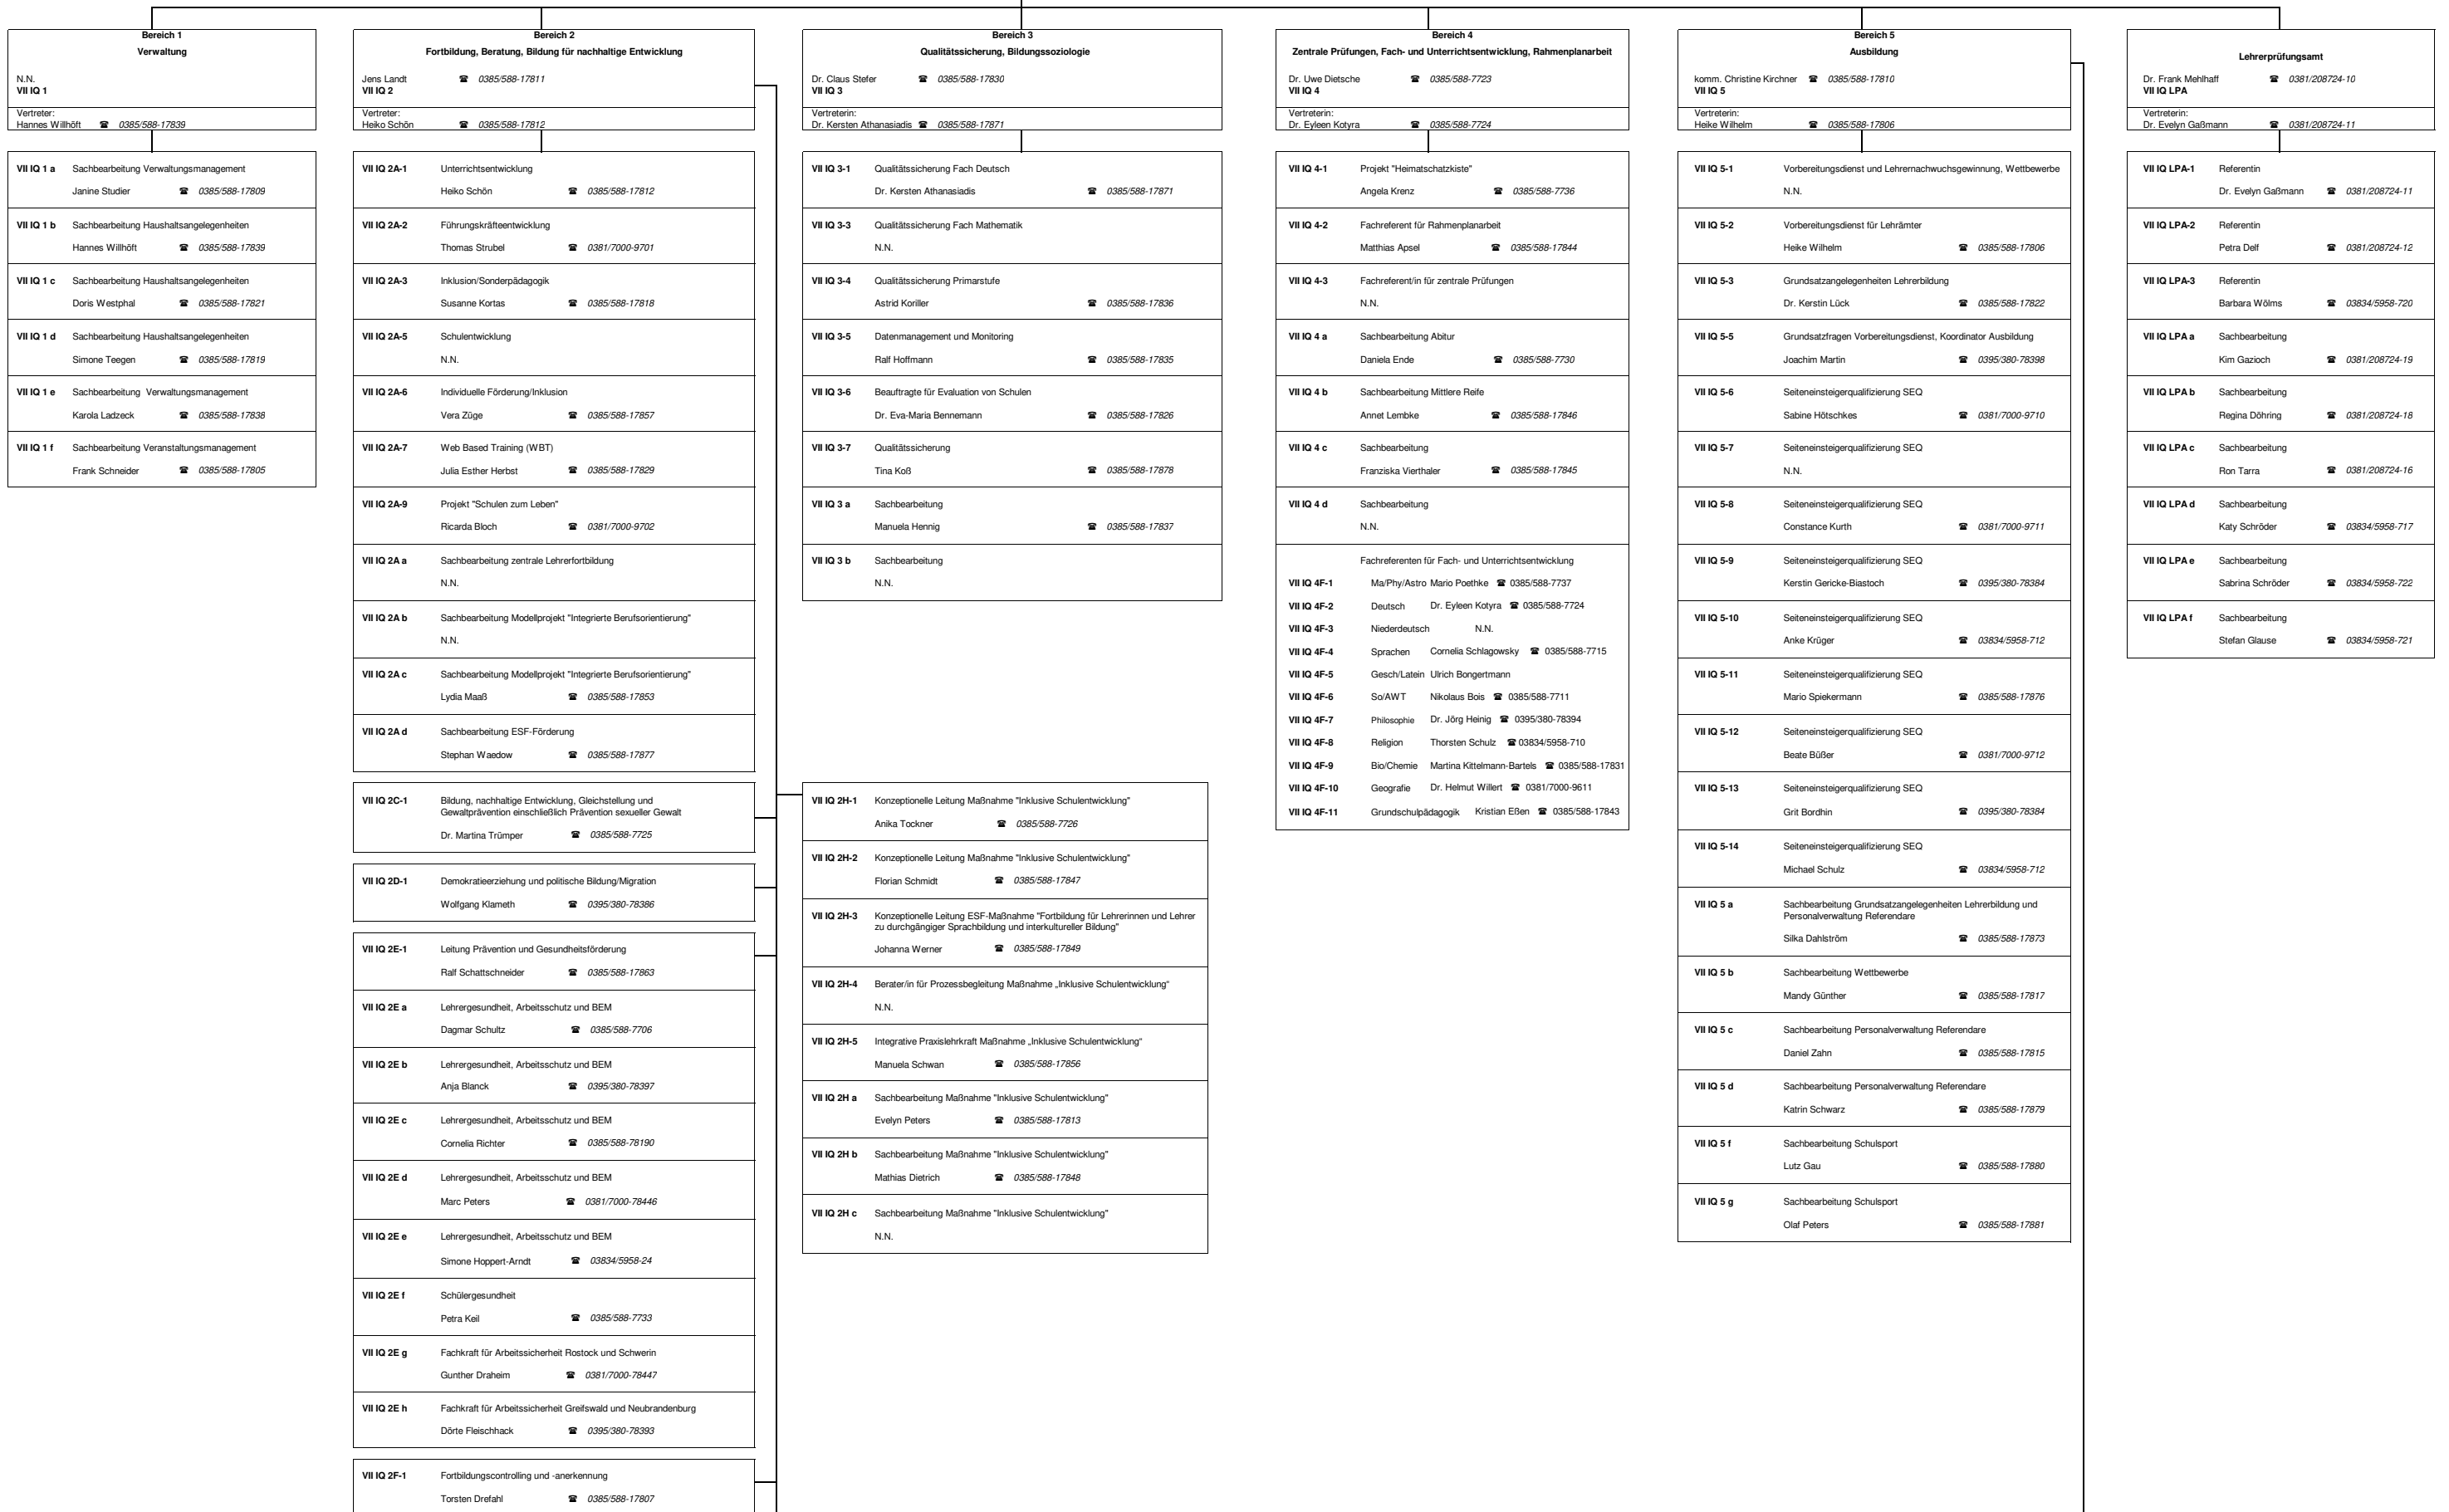 Bereich 1
Verwaltung
N.N.
VII IQ 1
Vertreter:
Hannes Willhöft ☎ 0385/588-17839
VII IQ 1 a Sachbearbeitung Verwaltungsmanagement
Janine Studier ☎ 0385/588-17809
VII IQ 1 b Sachbearbeitung Haushaltsangelegenheiten
Hannes Willhöft ☎ 0385/588-17839
VII IQ 1 c Sachbearbeitung Haushaltsangelegenheiten
Doris Westphal ☎ 0385/588-17821
VII IQ 1 d Sachbearbeitung Haushaltsangelegenheiten
Simone Teegen ☎ 0385/588-17819
VII IQ 1 e Sachbearbeitung Verwaltungsmanagement
Karola Ladzeck ☎ 0385/588-17838
VII IQ 1 f Sachbearbeitung Veranstaltungsmanagement
Frank Schneider ☎ 0385/588-17805
Bereich 2
Fortbildung, Beratung, Bildung für nachhaltige Entwicklung
Jens Landt ☎ 0385/588-17811
VII IQ 2
Vertreter:
Heiko Schön ☎ 0385/588-17812
VII IQ 2A-1 Unterrichtsentwicklung
Heiko Schön ☎ 0385/588-17812
VII IQ 2A-2 Führungskräfteentwicklung
Thomas Strubel ☎ 0381/7000-9701
VII IQ 2A-3 Inklusion/Sonderpädagogik
Susanne Kortas ☎ 0385/588-17818
VII IQ 2A-5 Schulentwicklung
N.N.
VII IQ 2A-6 Individuelle Förderung/Inklusion
Vera Züge ☎ 0385/588-17857
VII IQ 2A-7 Web Based Training (WBT)
Julia Esther Herbst ☎ 0385/588-17829
VII IQ 2A-9 Projekt "Schulen zum Leben"
Ricarda Bloch ☎ 0381/7000-9702
VII IQ 2A a Sachbearbeitung zentrale Lehrerfortbildung
N.N.
VII IQ 2A b Sachbearbeitung Modellprojekt "Integrierte Berufsorientierung"
N.N.
VII IQ 2A c Sachbearbeitung Modellprojekt "Integrierte Berufsorientierung"
Lydia Maaß ☎ 0385/588-17853
VII IQ 2A d Sachbearbeitung ESF-Förderung
Stephan Waedow ☎ 0385/588-17877
VII IQ 2C-1 Bildung, nachhaltige Entwicklung, Gleichstellung und
Gewaltprävention einschließlich Prävention sexueller Gewalt
Dr. Martina Trümper ☎ 0385/588-7725
VII IQ 2D-1 Demokratieerziehung und politische Bildung/Migration
Wolfgang Klameth ☎ 0395/380-78386
VII IQ 2E-1 Leitung Prävention und Gesundheitsförderung
Ralf Schattschneider ☎ 0385/588-17863
VII IQ 2E a Lehrergesundheit, Arbeitsschutz und BEM
Dagmar Schultz ☎ 0385/588-7706
VII IQ 2E b Lehrergesundheit, Arbeitsschutz und BEM
Anja Blanck ☎ 0395/380-78397
VII IQ 2E c Lehrergesundheit, Arbeitsschutz und BEM
Cornelia Richter ☎ 0385/588-78190
VII IQ 2E d Lehrergesundheit, Arbeitsschutz und BEM
Marc Peters ☎ 0381/7000-78446
VII IQ 2E e Lehrergesundheit, Arbeitsschutz und BEM
Simone Hoppert-Arndt ☎ 03834/5958-24
VII IQ 2E f Schülergesundheit
Petra Keil ☎ 0385/588-7733
VII IQ 2E g Fachkraft für Arbeitssicherheit Rostock und Schwerin
Gunther Draheim ☎ 0381/7000-78447
VII IQ 2E h Fachkraft für Arbeitssicherheit Greifswald und Neubrandenburg
Dörte Fleischhack ☎ 0395/380-78393
VII IQ 2F-1 Fortbildungscontrolling und -anerkennung
Torsten Drefahl ☎ 0385/588-17807
Bereich 3
Qualitätssicherung, Bildungssoziologie
Dr. Claus Stefer ☎ 0385/588-17830
VII IQ 3
Vertreterin:
Dr. Kersten Athanasiadis ☎ 0385/588-17871
VII IQ 3-1 Qualitätssicherung Fach Deutsch
Dr. Kersten Athanasiadis ☎ 0385/588-17871
VII IQ 3-3 Qualitätssicherung Fach Mathematik
N.N.
VII IQ 3-4 Qualitätssicherung Primarstufe
Astrid Koriller ☎ 0385/588-17836
VII IQ 3-5 Datenmanagement und Monitoring
Ralf Hoffmann ☎ 0385/588-17835
VII IQ 3-6 Beauftragte für Evaluation von Schulen
Dr. Eva-Maria Bennemann ☎ 0385/588-17826
VII IQ 3-7 Qualitätssicherung
Tina Koß ☎ 0385/588-17878
VII IQ 3 a Sachbearbeitung
Manuela Hennig ☎ 0385/588-17837
VII IQ 3 b Sachbearbeitung
N.N.
VII IQ 2H-1 Konzeptionelle Leitung Maßnahme "Inklusive Schulentwicklung"
Anika Tockner ☎ 0385/588-7726
VII IQ 2H-2 Konzeptionelle Leitung Maßnahme "Inklusive Schulentwicklung"
Florian Schmidt ☎ 0385/588-17847
VII IQ 2H-3 Konzeptionelle Leitung ESF-Maßnahme "Fortbildung für Lehrerinnen und Lehrer
zu durchgängiger Sprachbildung und interkultureller Bildung"
Johanna Werner ☎ 0385/588-17849
VII IQ 2H-4 Berater/in für Prozessbegleitung Maßnahme „Inklusive Schulentwicklung“
N.N.
VII IQ 2H-5 Integrative Praxislehrkraft Maßnahme „Inklusive Schulentwicklung“
Manuela Schwan ☎ 0385/588-17856
VII IQ 2H a Sachbearbeitung Maßnahme "Inklusive Schulentwicklung"
Evelyn Peters ☎ 0385/588-17813
VII IQ 2H b Sachbearbeitung Maßnahme "Inklusive Schulentwicklung"
Mathias Dietrich ☎ 0385/588-17848
VII IQ 2H c Sachbearbeitung Maßnahme "Inklusive Schulentwicklung"
N.N.
Bereich 4
Zentrale Prüfungen, Fach- und Unterrichtsentwicklung, Rahmenplanarbeit
Dr. Uwe Dietsche ☎ 0385/588-7723
VII IQ 4
Vertreterin:
Dr. Eyleen Kotyra ☎ 0385/588-7724
VII IQ 4-1 Projekt "Heimatschatzkiste"
Angela Krenz ☎ 0385/588-7736
VII IQ 4-2 Fachreferent für Rahmenplanarbeit
Matthias Apsel ☎ 0385/588-17844
VII IQ 4-3 Fachreferent/in für zentrale Prüfungen
N.N.
VII IQ 4 a Sachbearbeitung Abitur
Daniela Ende ☎ 0385/588-7730
VII IQ 4 b Sachbearbeitung Mittlere Reife
Annet Lembke ☎ 0385/588-17846
VII IQ 4 c Sachbearbeitung
Franziska Vierthaler ☎ 0385/588-17845
VII IQ 4 d Sachbearbeitung
N.N.
Fachreferenten für Fach- und Unterrichtsentwicklung
VII IQ 4F-1 Ma/Phy/Astro Mario Poethke ☎ 0385/588-7737
VII IQ 4F-2 Deutsch Dr. Eyleen Kotyra ☎ 0385/588-7724
VII IQ 4F-3 Niederdeutsch N.N.
VII IQ 4F-4 Sprachen Cornelia Schlagowsky ☎ 0385/588-7715
VII IQ 4F-5 Gesch/Latein Ulrich Bongertmann
VII IQ 4F-6 So/AWT Nikolaus Bois ☎ 0385/588-7711
VII IQ 4F-7 Philosophie Dr. Jörg Heinig ☎ 0395/380-78394
VII IQ 4F-8 Religion Thorsten Schulz ☎ 03834/5958-710
VII IQ 4F-9 Bio/Chemie Martina Kittelmann-Bartels ☎ 0385/588-17831
VII IQ 4F-10 Geografie Dr. Helmut Willert ☎ 0381/7000-9611
VII IQ 4F-11 Grundschulpädagogik Kristian Eßen ☎ 0385/588-17843
Bereich 5
Ausbildung
komm. Christine Kirchner ☎ 0385/588-17810
VII IQ 5
Vertreterin:
Heike Wilhelm ☎ 0385/588-17806
VII IQ 5-1 Vorbereitungsdienst und Lehrernachwuchsgewinnung, Wettbewerbe
N.N.
VII IQ 5-2 Vorbereitungsdienst für Lehrämter
Heike Wilhelm ☎ 0385/588-17806
VII IQ 5-3 Grundsatzangelegenheiten Lehrerbildung
Dr. Kerstin Lück ☎ 0385/588-17822
VII IQ 5-5 Grundsatzfragen Vorbereitungsdienst, Koordinator Ausbildung
Joachim Martin ☎ 0395/380-78398
VII IQ 5-6 Seiteneinsteigerqualifizierung SEQ
Sabine Hötschkes ☎ 0381/7000-9710
VII IQ 5-7 Seiteneinsteigerqualifizierung SEQ
N.N.
VII IQ 5-8 Seiteneinsteigerqualifizierung SEQ
Constance Kurth ☎ 0381/7000-9711
VII IQ 5-9 Seiteneinsteigerqualifizierung SEQ
Kerstin Gericke-Biastoch ☎ 0395/380-78384
VII IQ 5-10 Seiteneinsteigerqualifizierung SEQ
Anke Krüger ☎ 03834/5958-712
VII IQ 5-11 Seiteneinsteigerqualifizierung SEQ
Mario Spiekermann ☎ 0385/588-17876
VII IQ 5-12 Seiteneinsteigerqualifizierung SEQ
Beate Büßer ☎ 0381/7000-9712
VII IQ 5-13 Seiteneinsteigerqualifizierung SEQ
Grit Bordhin ☎ 0395/380-78384
VII IQ 5-14 Seiteneinsteigerqualifizierung SEQ
Michael Schulz ☎ 03834/5958-712
VII IQ 5 a Sachbearbeitung Grundsatzangelegenheiten Lehrerbildung und
Personalverwaltung Referendare
Silka Dahlström ☎ 0385/588-17873
VII IQ 5 b Sachbearbeitung Wettbewerbe
Mandy Günther ☎ 0385/588-17817
VII IQ 5 c Sachbearbeitung Personalverwaltung Referendare
Daniel Zahn ☎ 0385/588-17815
VII IQ 5 d Sachbearbeitung Personalverwaltung Referendare
Katrin Schwarz ☎ 0385/588-17879
VII IQ 5 f Sachbearbeitung Schulsport
Lutz Gau ☎ 0385/588-17880
VII IQ 5 g Sachbearbeitung Schulsport
Olaf Peters ☎ 0385/588-17881
Lehrerprüfungsamt
Dr. Frank Mehlhaff ☎ 0381/208724-10
VII IQ LPA
Vertreterin:
Dr. Evelyn Gaßmann ☎ 0381/208724-11
VII IQ LPA-1 Referentin
Dr. Evelyn Gaßmann ☎ 0381/208724-11
VII IQ LPA-2 Referentin
Petra Delf ☎ 0381/208724-12
VII IQ LPA-3 Referentin
Barbara Wölms ☎ 03834/5958-720
VII IQ LPA a Sachbearbeitung
Kim Gazioch ☎ 0381/208724-19
VII IQ LPA b Sachbearbeitung
Regina Döhring ☎ 0381/208724-18
VII IQ LPA c Sachbearbeitung
Ron Tarra ☎ 0381/208724-16
VII IQ LPA d Sachbearbeitung
Katy Schröder ☎ 03834/5958-717
VII IQ LPA e Sachbearbeitung
Sabrina Schröder ☎ 03834/5958-722
VII IQ LPA f Sachbearbeitung
Stefan Glause ☎ 03834/5958-721